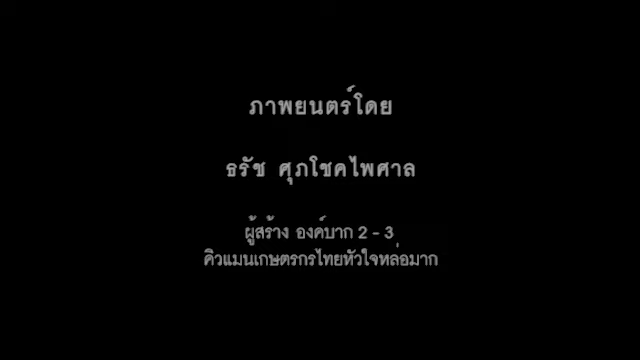 ภาพยนตร์โดย
ธรัช ศุภโชคไพศาล
ผู้สร้าง องค์บาก 2 - 3
คิวแมนเกษตรกรไทยหัวใจหล่อมาก